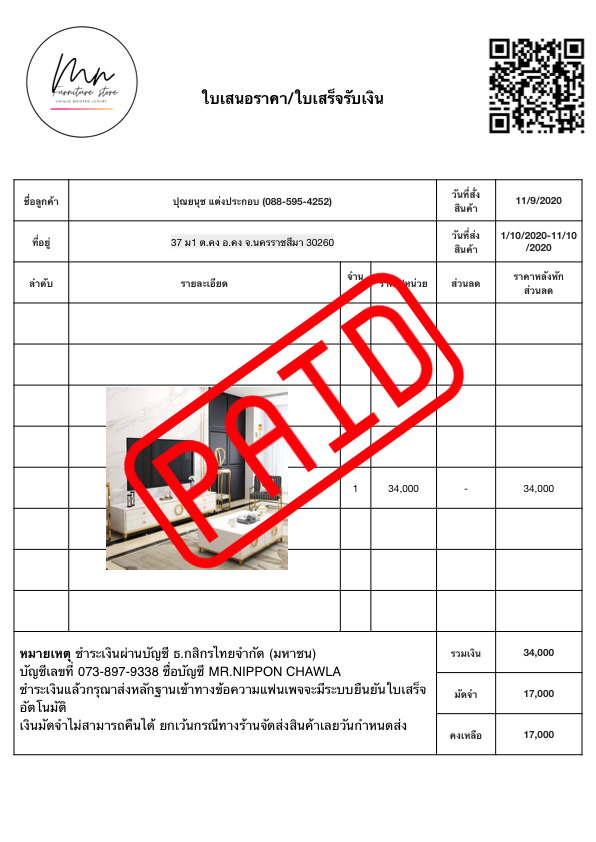 Mn
Furniture store
UNIQUE MODERN LUXURY
ใบเสนอราคา/ใบเสร็จรับเงิน
ชื่อลูกค้า
ปุณยนุช แต่งประกอบ (088-595-4252)
วันที่สั่ง
สินค้า
11/9/2020
ที่อยู่
37 ม1 ต.คง อ.คง จ.นครราชสีมา 30260
วันที่ส่ง
สินค้า
1/10/2020-11/10
/2020
ลำดับ
รายละเอียด
จำน
/หน่วย
ส่วนลด
ราคาหลังหัก
ส่วนลด
PAID
1
34,000
-
34,000
หมายเหตุ ชำระเงินผ่านบัญชี ธ.กสิกรไทยจำกัด (มหาชน)
บัญชีเลขที่ 073-897-9338 ชื่อบัญชี MR.NIPPON CHAWLA
ชำระเงินแล้วกรุณาส่งหลักฐานเข้าทางข้อความแฟนเพจจะมีระบบยืนยันใบเสร็จ
อัตโนมัติ
เงินมัดจำไม่สามารถคืนได้ ยกเว้นกรณีทางร้านจัดส่งสินค้าเลยวันกำหนดส่ง
รวมเงิน
34,000
มัดจำ
17,000
คงเหลือ
17,000